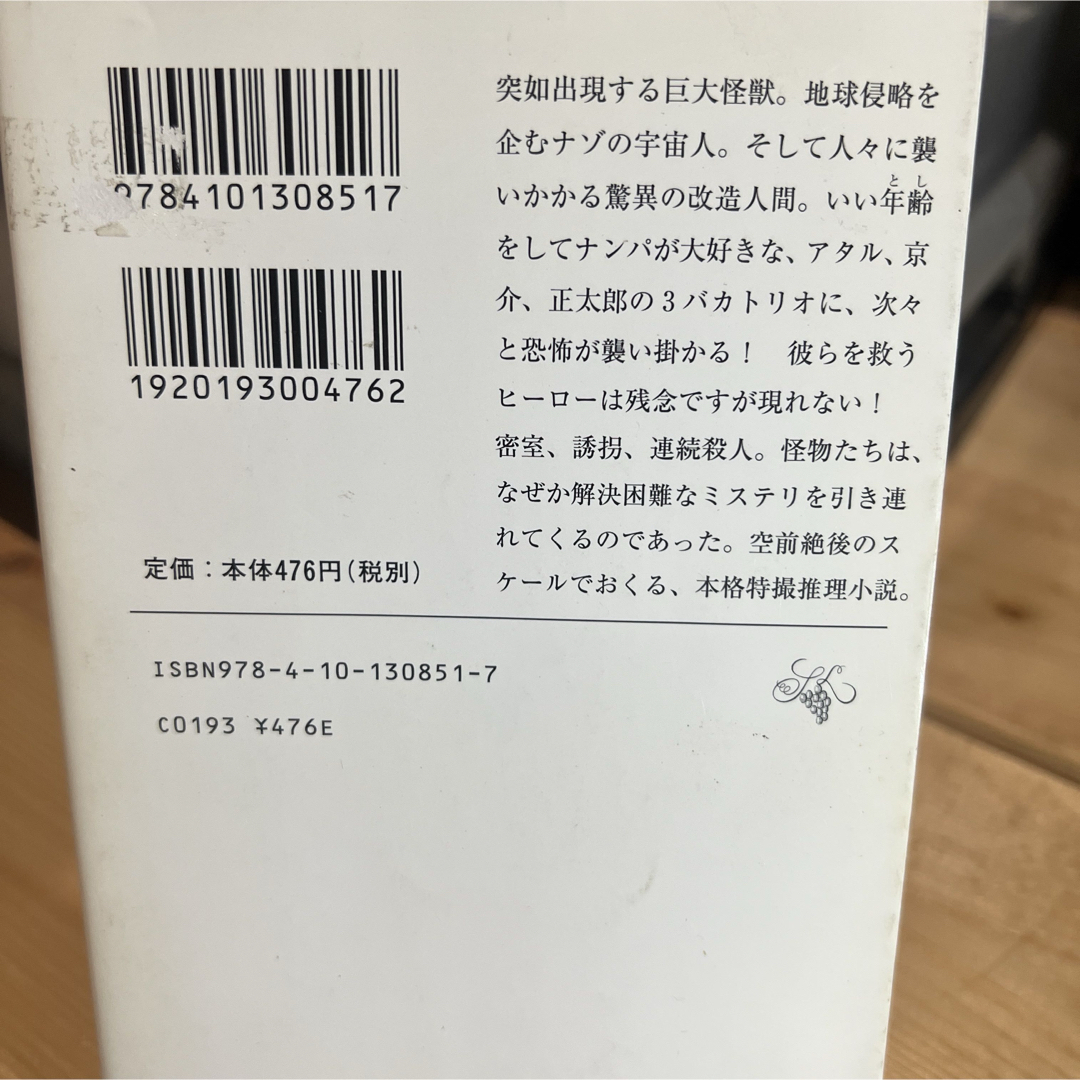 9784101308517
1920193004762
定価：本体476円（税別）
ISBN978-4-10-130851-7
C0193 ¥476E
突如出現する巨大怪獣。地球侵略を
企むナゾの宇宙人。そして人々に襲
いかかる驚異の改造人間。いい年齢
とし
をしてナンパが大好きな、アタル、京
介、正太郎の３バカトリオに、次々
と恐怖が襲い掛かる！　彼らを救う
ヒーローは残念ですが現れない！
密室、誘拐、連続殺人。怪物たちは、
なぜか解決困難なミステリを引き連
れてくるのであった。空前絶後のス
ケールでおくる、本格特撮推理小説。